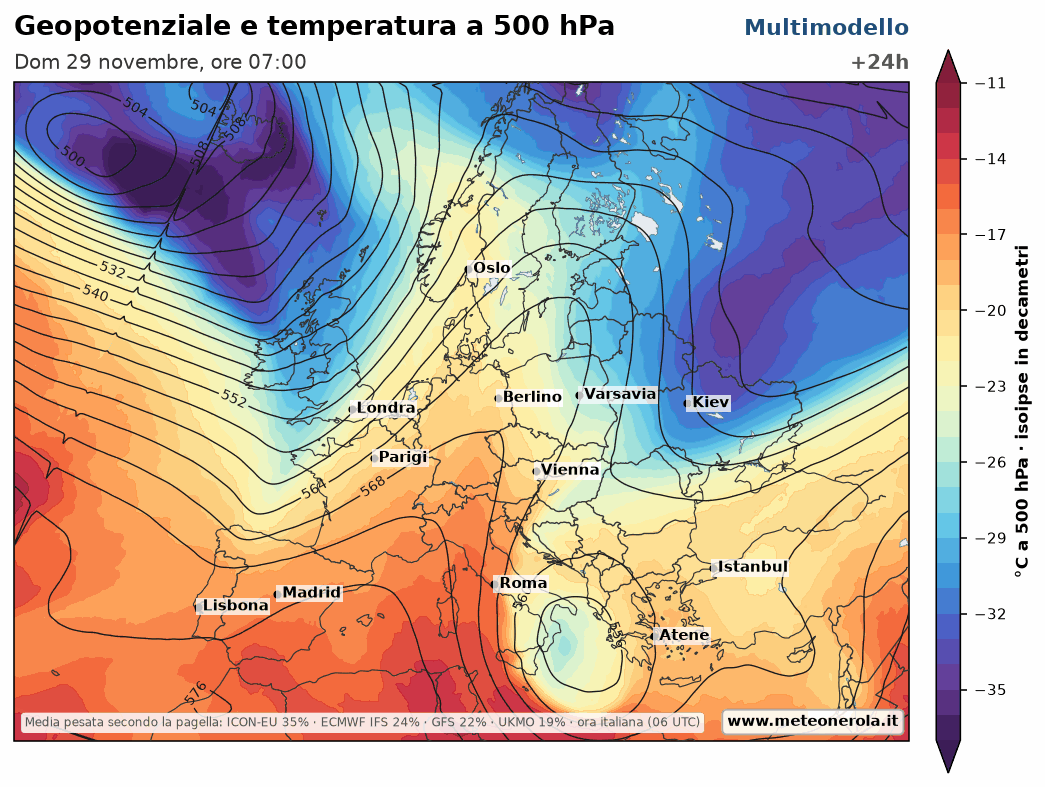 Geopotenziale e temperatura a 500 hPa
Multimodello
Dom 29 novembre, ore 07:00
+24h
504
504
508
508
500
532
540
552
564
568
576
Oslo
Berlino
Varsavia
Kiev
Londra
Parigi
Vienna
Roma
Istanbul
Madrid
Lisbona
Atene
−11
−14
−17
−20
−23
−26
−29
−32
−35
°C a 500 hPa · isoipse in decametri
Media pesata secondo la pagella: ICON-EU 35% · ECMWF IFS 24% · GFS 22% · UKMO 19% · ora italiana (06 UTC)
www.meteonerola.it